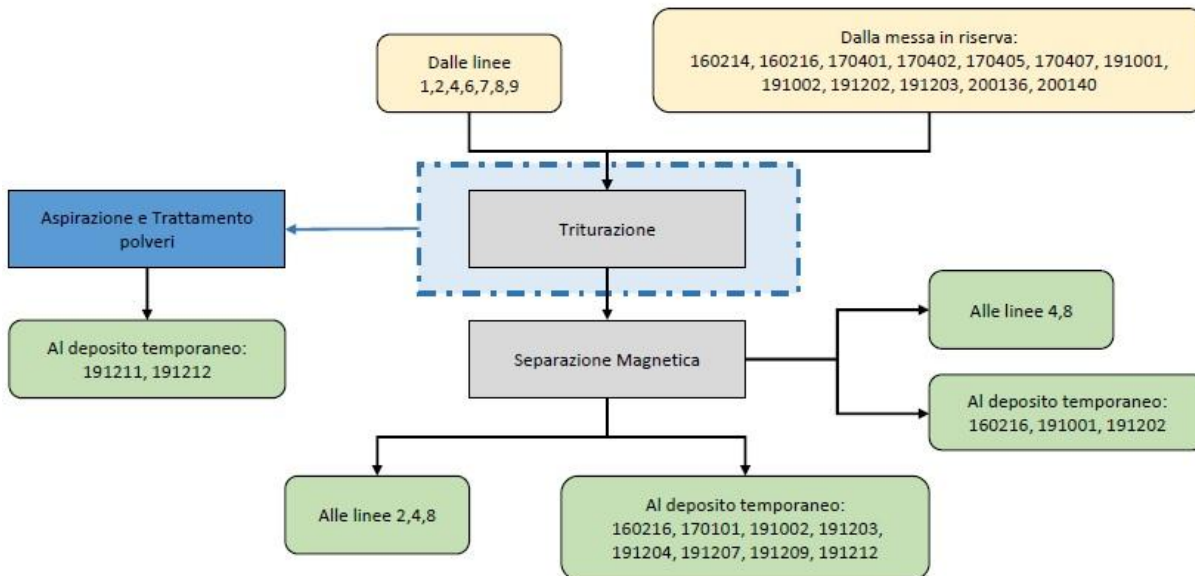 Dalle linee
1,2,4,6,7,8,9
Dalla messa in riserva:
160214, 160216, 170401, 170402, 170405, 170407, 191001,
191002, 191202, 191203, 200136, 200140
Aspirazione e Trattamento
polveri
Triturazione
Al deposito temporaneo:
191211, 191212
Separazione Magnetica
Alle linee 4,8
Al deposito temporaneo:
160216, 191001, 191202
Alle linee 2,4,8
Al deposito temporaneo:
160216, 170101, 191002, 191203,
191204, 191207, 191209, 191212